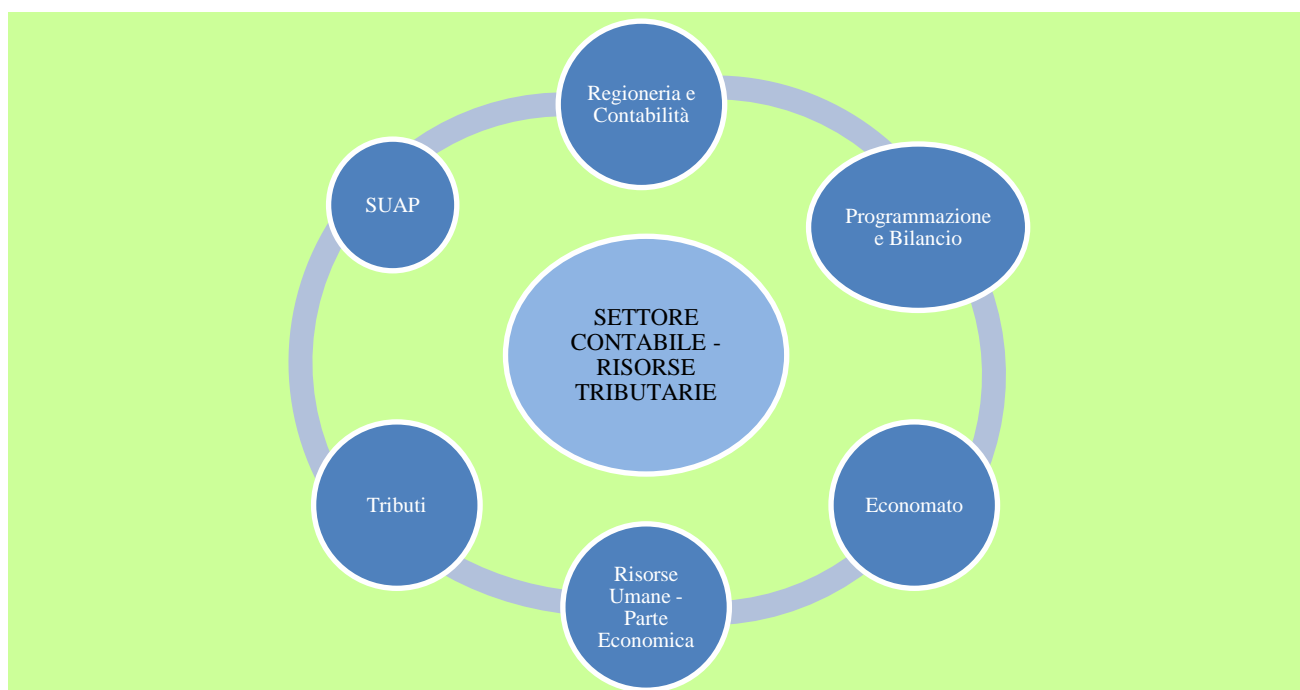 Regioneria e
Contabilità
Programmazione
e Bilancio
Economato
Risorse
Umane -
Parte
Economica
Tributi
SUAP
SETTORE
CONTABILE -
RISORSE
TRIBUTARIE